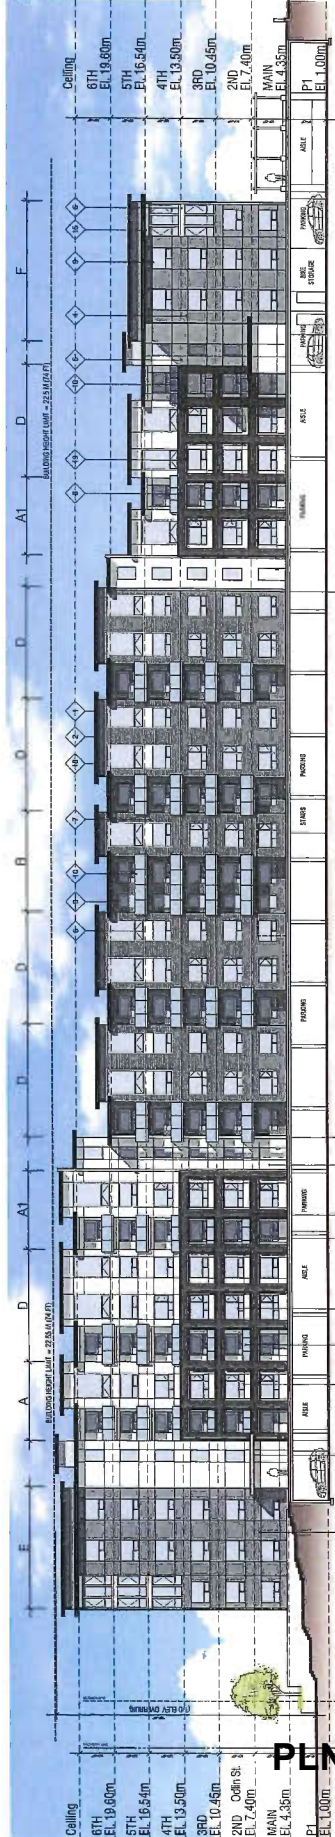 Ceiling
6TH
EL 19.60m
5TH
EL 16.54m
4TH
EL 13.50m
3RD
EL 10.45m
2ND
EL 7.40m
MAIN
EL 4.35m
P1
EL 1.00m
F
D
A1
D
O
B
D
D
A1
D
A
E
BUILDING HEIGHT LIMIT = 22.5 M (74 FT)
BUILDING HEIGHT LIMIT = 22.55 M (74 FT)
AISLE
PARKING
BIKE
STORAGE
PARKING
AISLE
PARKING
PARKING
STAIRS
PARKING
PARKING
AISLE
PARKING
AISLE
Ceiling
6TH
EL 19.60m
5TH
EL 16.54m
4TH
EL 13.50m
3RD
EL 10.45m
2ND Odlin St.
EL 7.40m
MAIN
EL 4.35m
P1
EL 1.00m
PLN